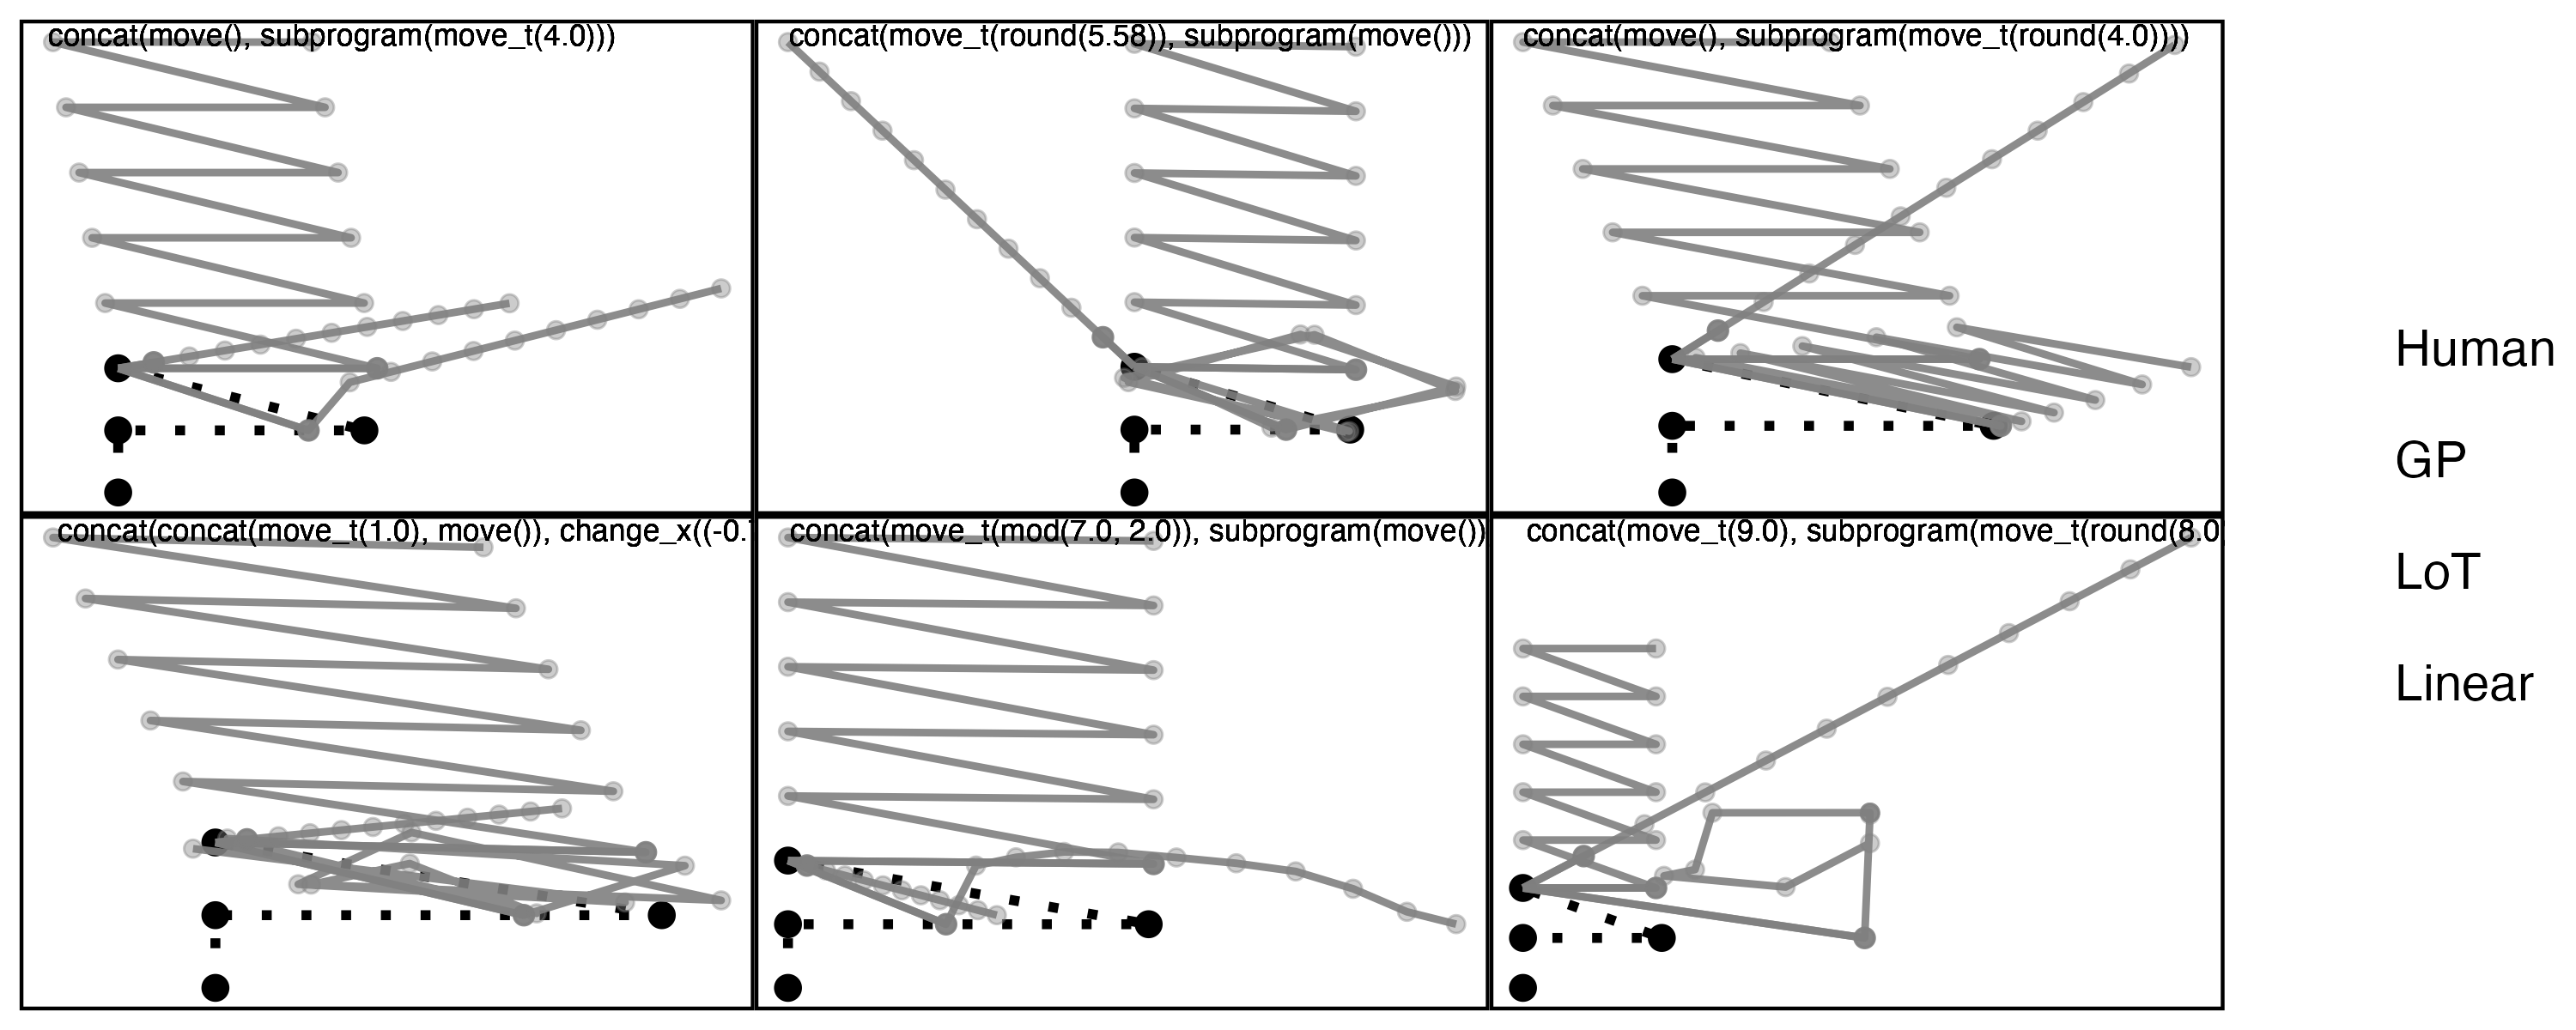 concat(move(), subprogram(move_t(4.0)))
concat(move_t(round(5.58)), subprogram(move()))
concat(move(), subprogram(move_t(round(4.0))))
concat(concat(move_t(1.0), move()), change_x((-0.
concat(move_t(mod(7.0, 2.0)), subprogram(move())
concat(move_t(9.0), subprogram(move_t(round(8.0
Human
GP
LoT
Linear